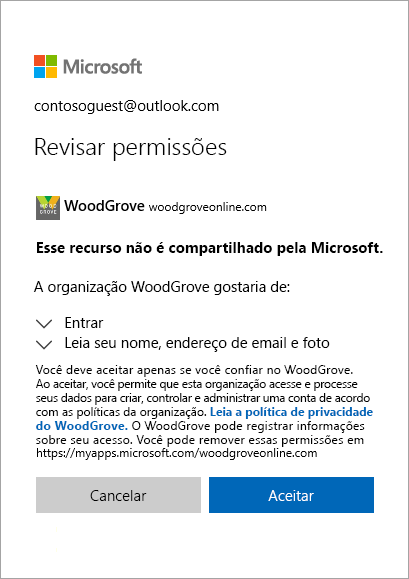 Microsoft
contosoguest@outlook.com
Revisar permissões
WOOD
GROVE
WoodGrove woodgroveonline.com
Esse recurso não é compartilhado pela Microsoft.
A organização WoodGrove gostaria de:
Entrar
Leia seu nome, endereço de email e foto
Você deve aceitar apenas se você confiar no WoodGrove.
Ao aceitar, você permite que esta organização acesse e processe
seus dados para criar, controlar e administrar uma conta de acordo
com as políticas da organização. Leia a política de privacidade
do WoodGrove. O WoodGrove pode registrar informações
sobre seu acesso. Você pode remover essas permissões em
https://myapps.microsoft.com/woodgroveonline.com
Cancelar
Aceitar